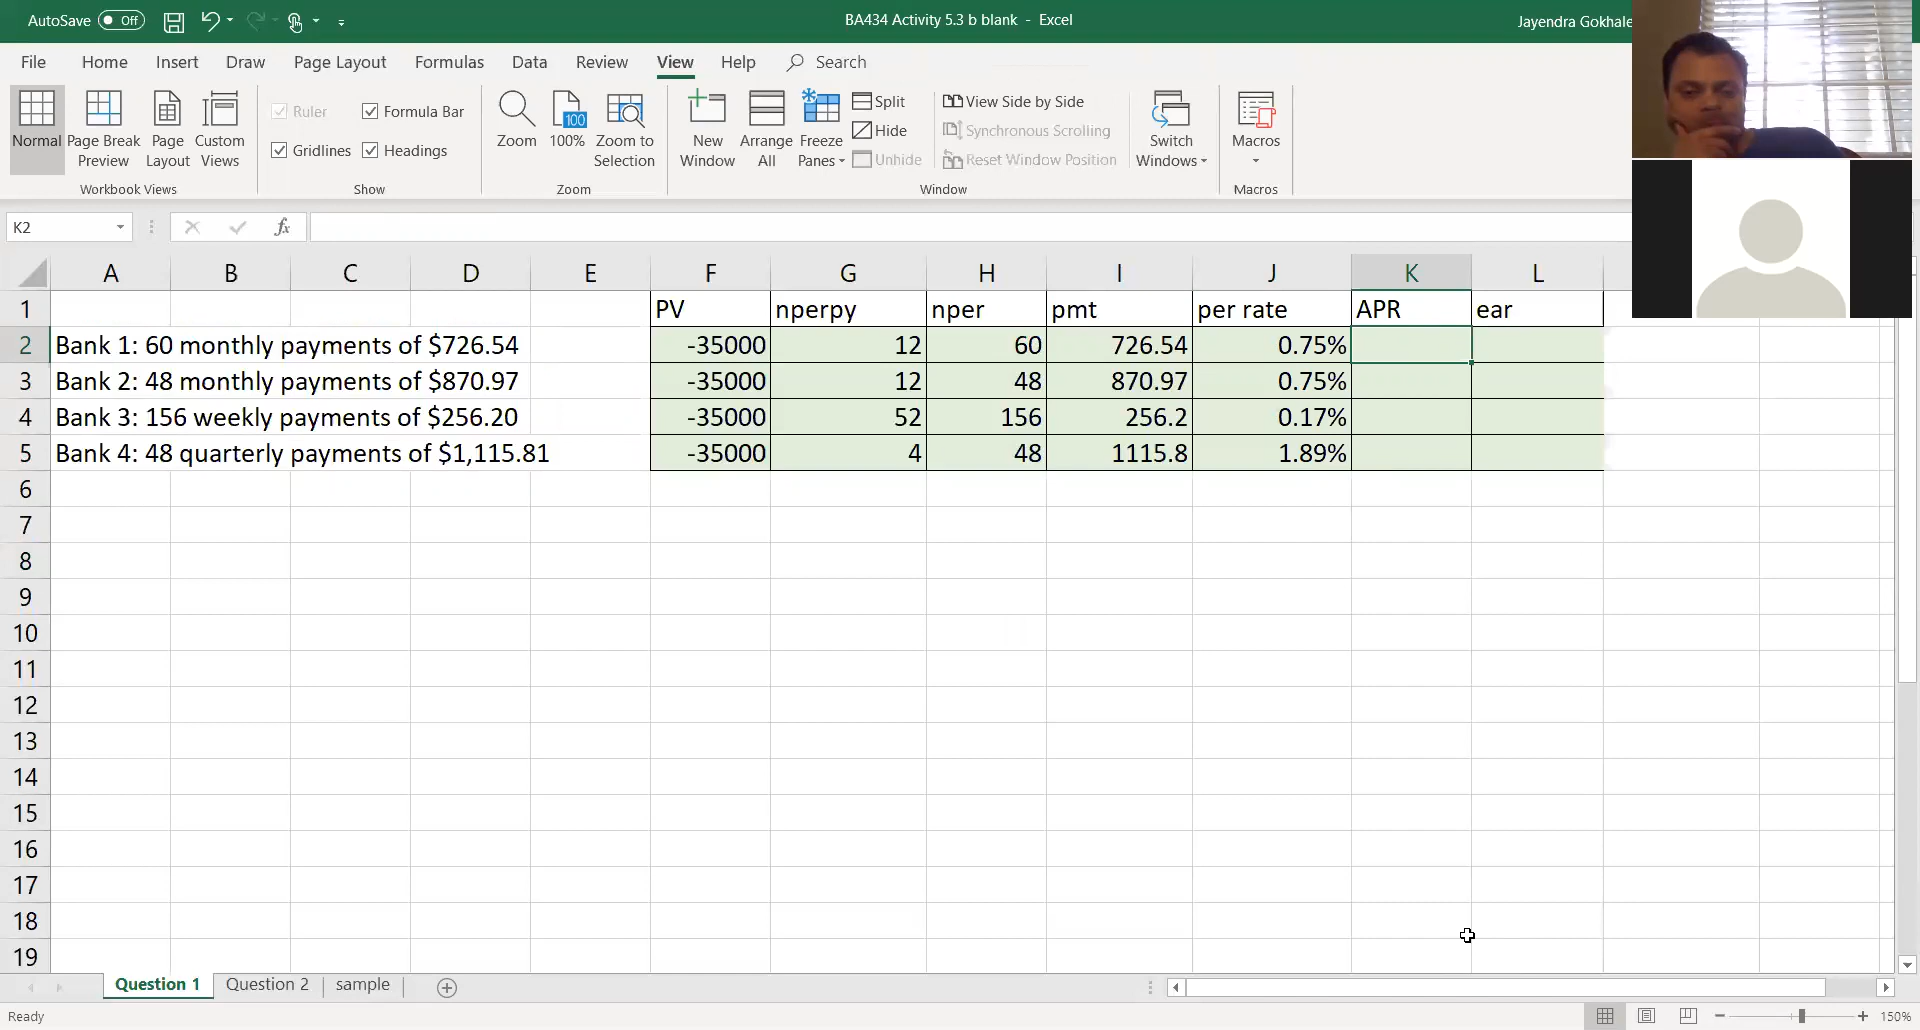 AutoSave Off BA434 Activity 5.3 b blank - Excel Jayendra Gokhale
File Home Insert Draw Page Layout Formulas Data Review View Help Search
Normal Page Break Preview Page Layout Custom Views
Workbook Views
Ruler Formula Bar
Gridlines Headings
Show
Zoom 100% Zoom to Selection
Zoom
New Window Arrange All Freeze Panes
Split
Hide
Unhide
View Side by Side
Synchronous Scrolling
Reset Window Position
Switch Windows
Window
Macros
Macros
K2 fx
A B C D E F G H I J K L
1 PV nperpy nper pmt per rate APR ear
2 Bank 1: 60 monthly payments of $726.54 -35000 12 60 726.54 0.75%
3 Bank 2: 48 monthly payments of $870.97 -35000 12 48 870.97 0.75%
4 Bank 3: 156 weekly payments of $256.20 -35000 52 156 256.2 0.17%
5 Bank 4: 48 quarterly payments of $1,115.81 -35000 4 48 1115.8 1.89%
6
7
8
9
10
11
12
13
14
15
16
17
18
19
Question 1 Question 2 sample
Ready 150%